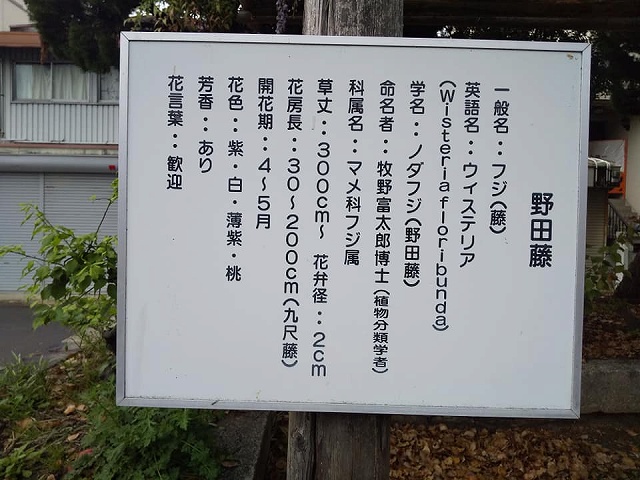 野田藤
一般名：フジ(藤)
英語名：ウィステリア
(Wisteriafloribunda)
学名：ノダフジ(野田藤)
命名者：牧野富太郎博士(植物分類学者)
科属名：マメ科フジ属
草丈：300cm〜 花弁径：2cm
花房長：30〜200cm(九尺藤)
開花期：4〜5月
花色：紫・白・薄紫・桃
芳香：あり
花言葉：歓迎